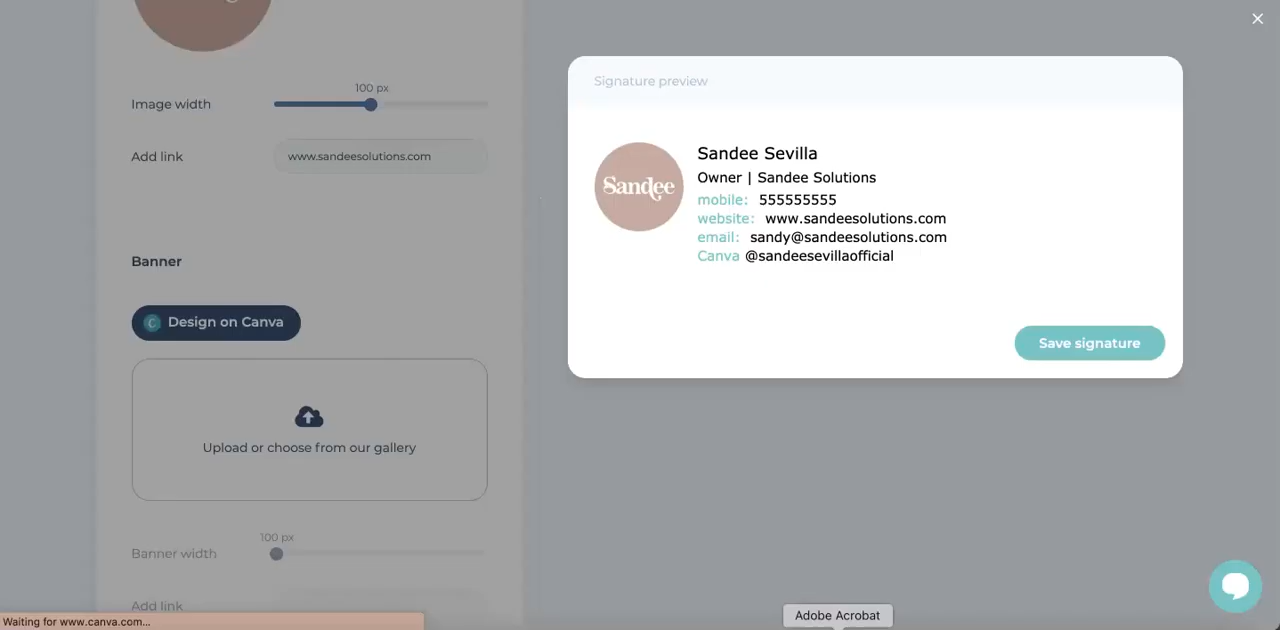 100 px
Image width
Add link
www.sandeesolutions.com
Banner
Design on Canva
Upload or choose from our gallery
100 px
Banner width
Add link
Waiting for www.canva.com...
Signature preview
Sandee
Sandee Sevilla
Owner | Sandee Solutions
mobile: 555555555
website: www.sandeesolutions.com
email: sandy@sandeesolutions.com
Canva @sandeesevillaofficial
Save signature
Adobe Acrobat